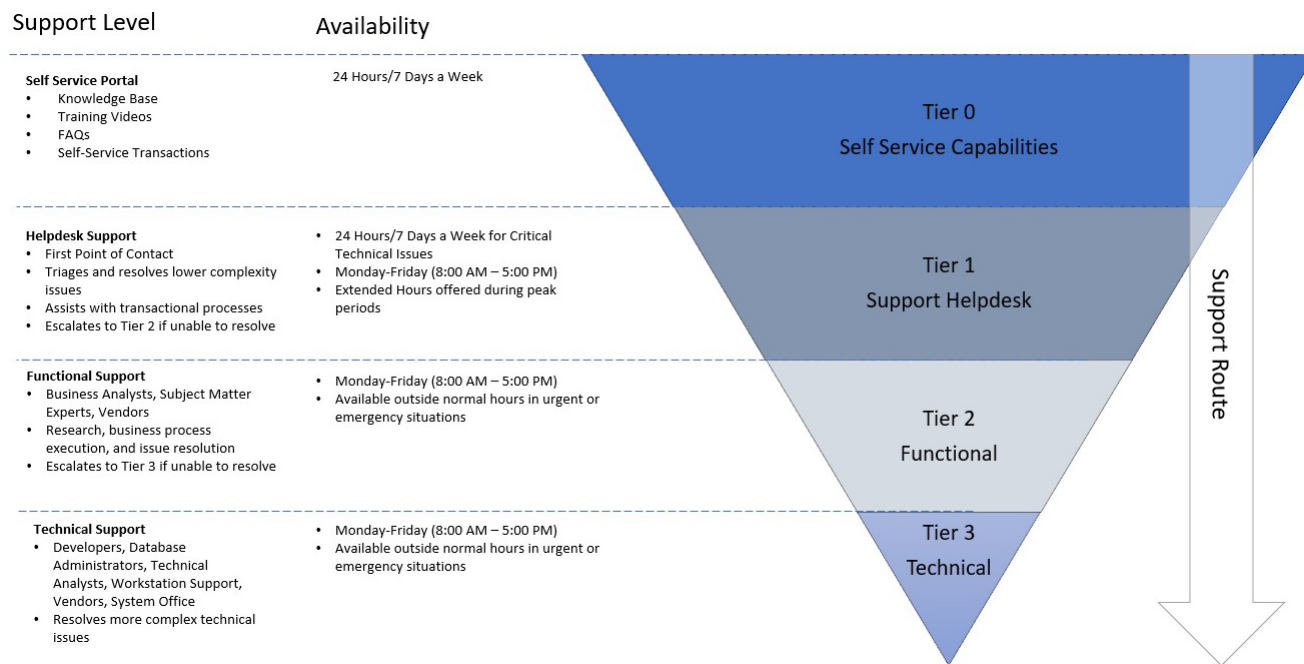 Support Level
Availability
Self Service Portal
• Knowledge Base
• Training Videos
• FAQs
• Self-Service Transactions
24 Hours/7 Days a Week
Tier 0
Self Service Capabilities
Helpdesk Support
• First Point of Contact
• Triages and resolves lower complexity
issues
• Assists with transactional processes
• Escalates to Tier 2 if unable to resolve
• 24 Hours/7 Days a Week for Critical
Technical Issues
• Monday-Friday (8:00 AM – 5:00 PM)
• Extended Hours offered during peak
periods
Tier 1
Support Helpdesk
Functional Support
• Business Analysts, Subject Matter
Experts, Vendors
• Research, business process
execution, and issue resolution
• Escalates to Tier 3 if unable to resolve
• Monday-Friday (8:00 AM – 5:00 PM)
• Available outside normal hours in urgent or
emergency situations
Tier 2
Functional
Technical Support
• Developers, Database
Administrators, Technical
Analysts, Workstation Support,
Vendors, System Office
• Resolves more complex technical
issues
• Monday-Friday (8:00 AM – 5:00 PM)
• Available outside normal hours in urgent or
emergency situations
Tier 3
Technical
Support Route